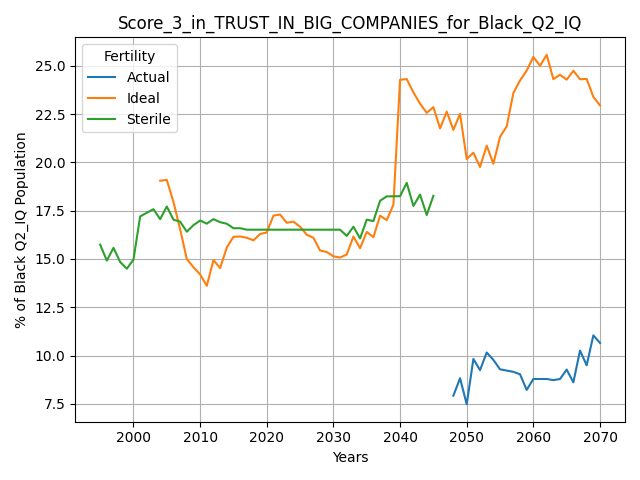 Score_3_in_TRUST_IN_BIG_COMPANIES_for_Black_Q2_IQ
Fertility
Actual
Ideal
Sterile
% of Black Q2_IQ Population
25.0
22.5
20.0
17.5
15.0
12.5
10.0
7.5
2000 2010 2020 2030 2040 2050 2060 2070
Years